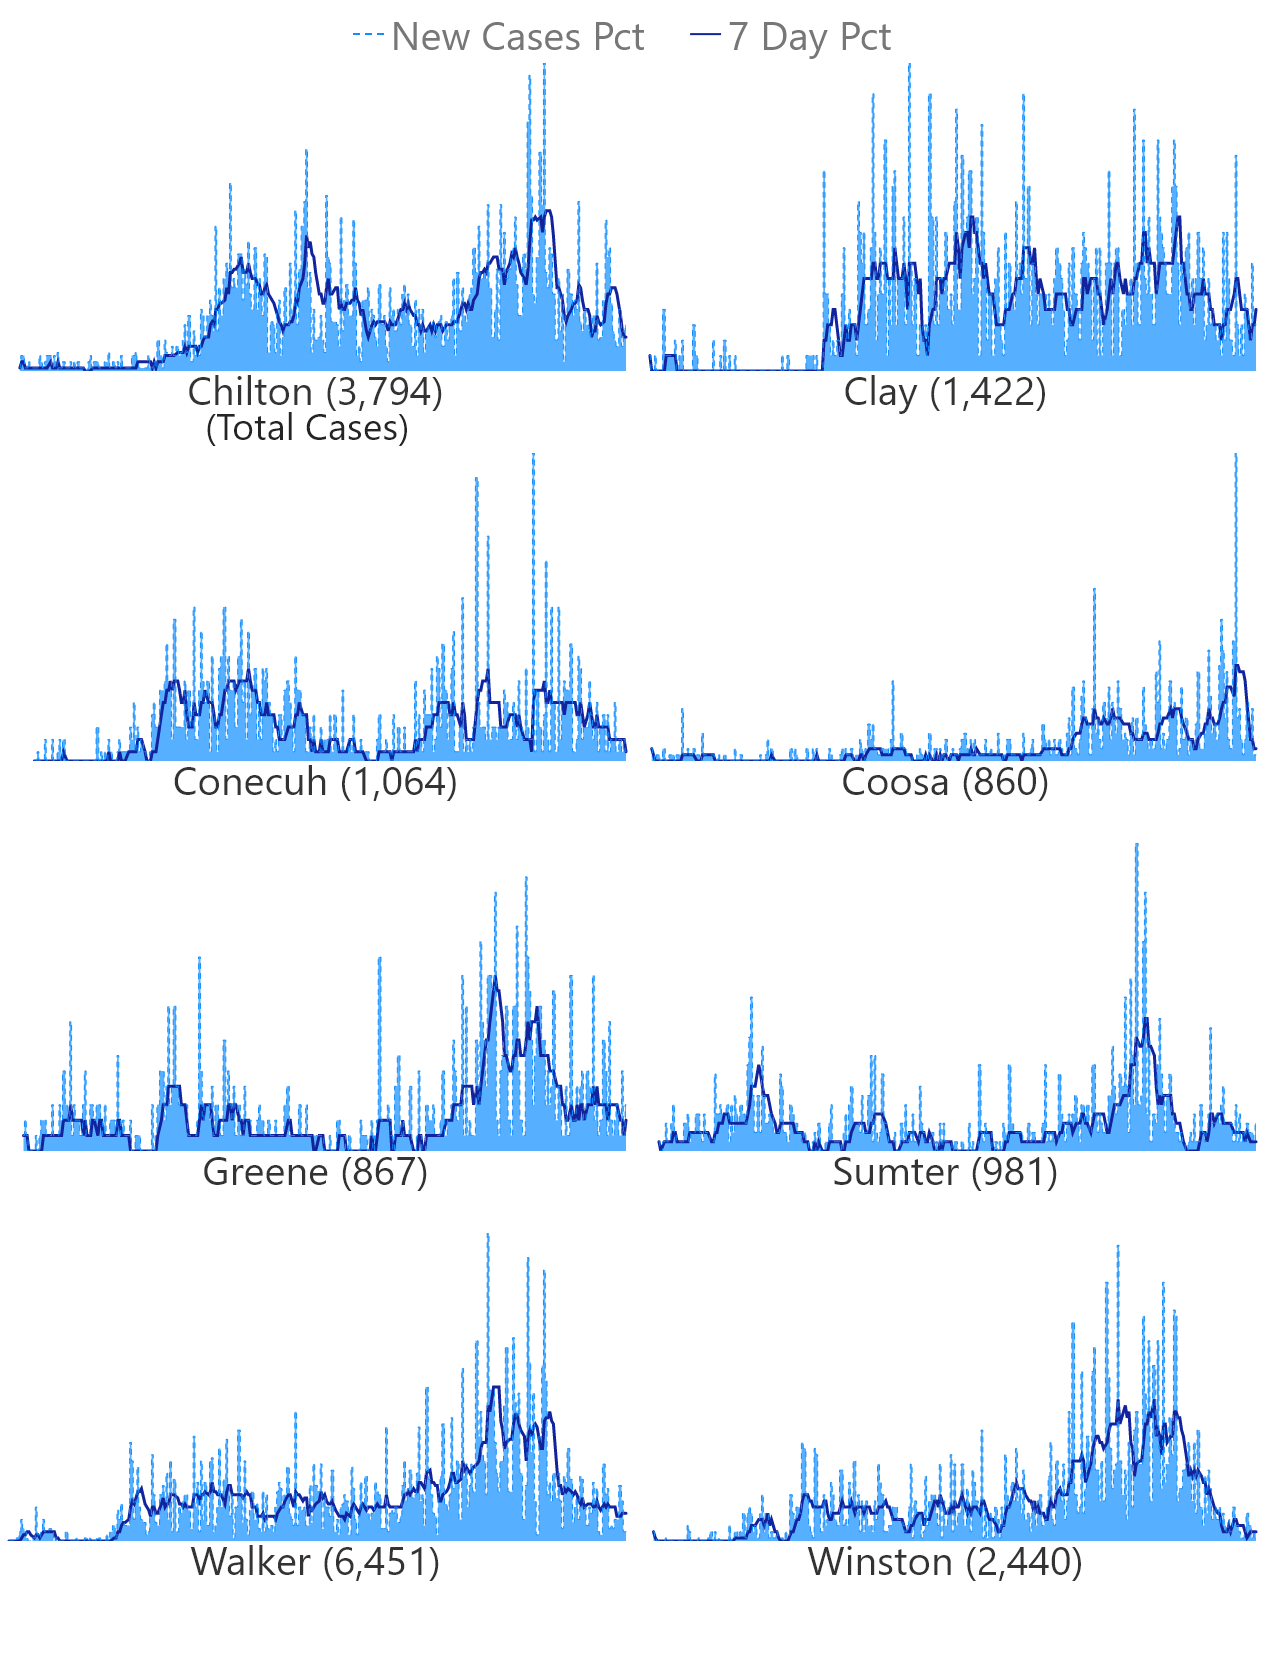 New Cases Pct 7 Day Pct
Chilton (3,794) Clay (1,422)
(Total Cases)
Conecuh (1,064) Coosa (860)
Greene (867) Sumter (981)
Walker (6,451) Winston (2,440)